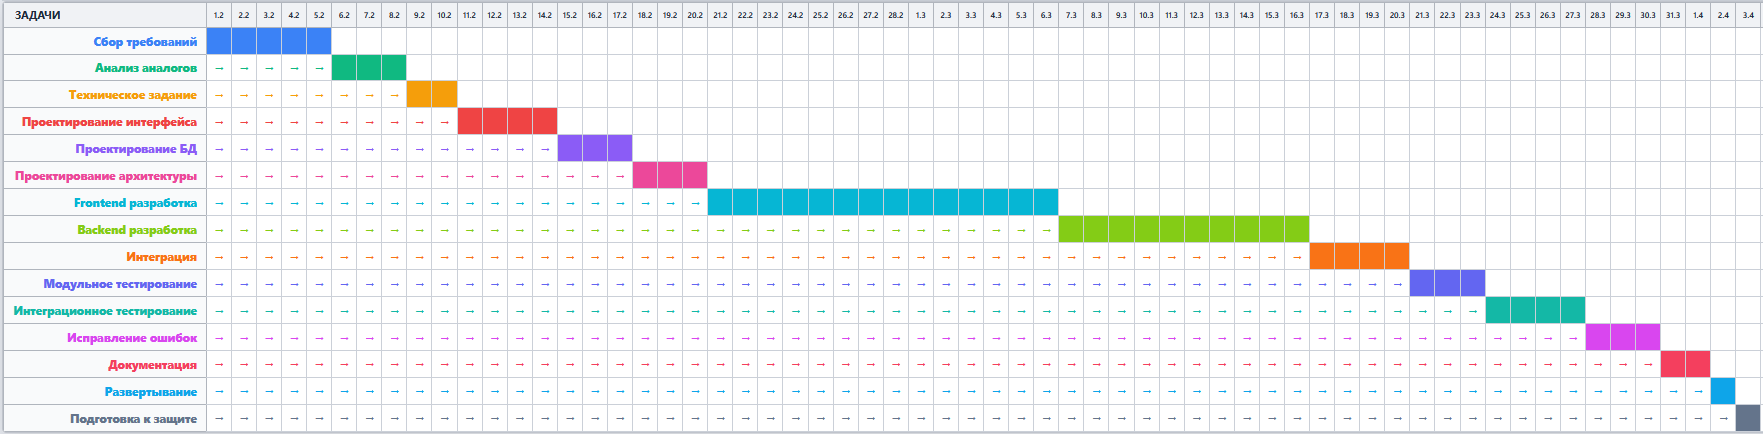 ЗАДАЧИ 1.2 2.2 3.2 4.2 5.2 6.2 7.2 8.2 9.2 10.2 11.2 12.2 13.2 14.2 15.2 16.2 17.2 18.2 19.2 20.2 21.2 22.2 23.2 24.2 25.2 26.2 27.2 28.2 1.3 2.3 3.3 4.3 5.3 6.3 7.3 8.3 9.3 10.3 11.3 12.3 13.3 14.3 15.3 16.3 17.3 18.3 19.3 20.3 21.3 22.3 23.3 24.3 25.3 26.3 27.3 28.3 29.3 30.3 31.3 1.4 2.4 3.4
Сбор требований
Анализ аналогов
Техническое задание
Проектирование интерфейса
Проектирование БД
Проектирование архитектуры
Frontend разработка
Backend разработка
Интеграция
Модульное тестирование
Интеграционное тестирование
Исправление ошибок
Документация
Развертывание
Подготовка к защите